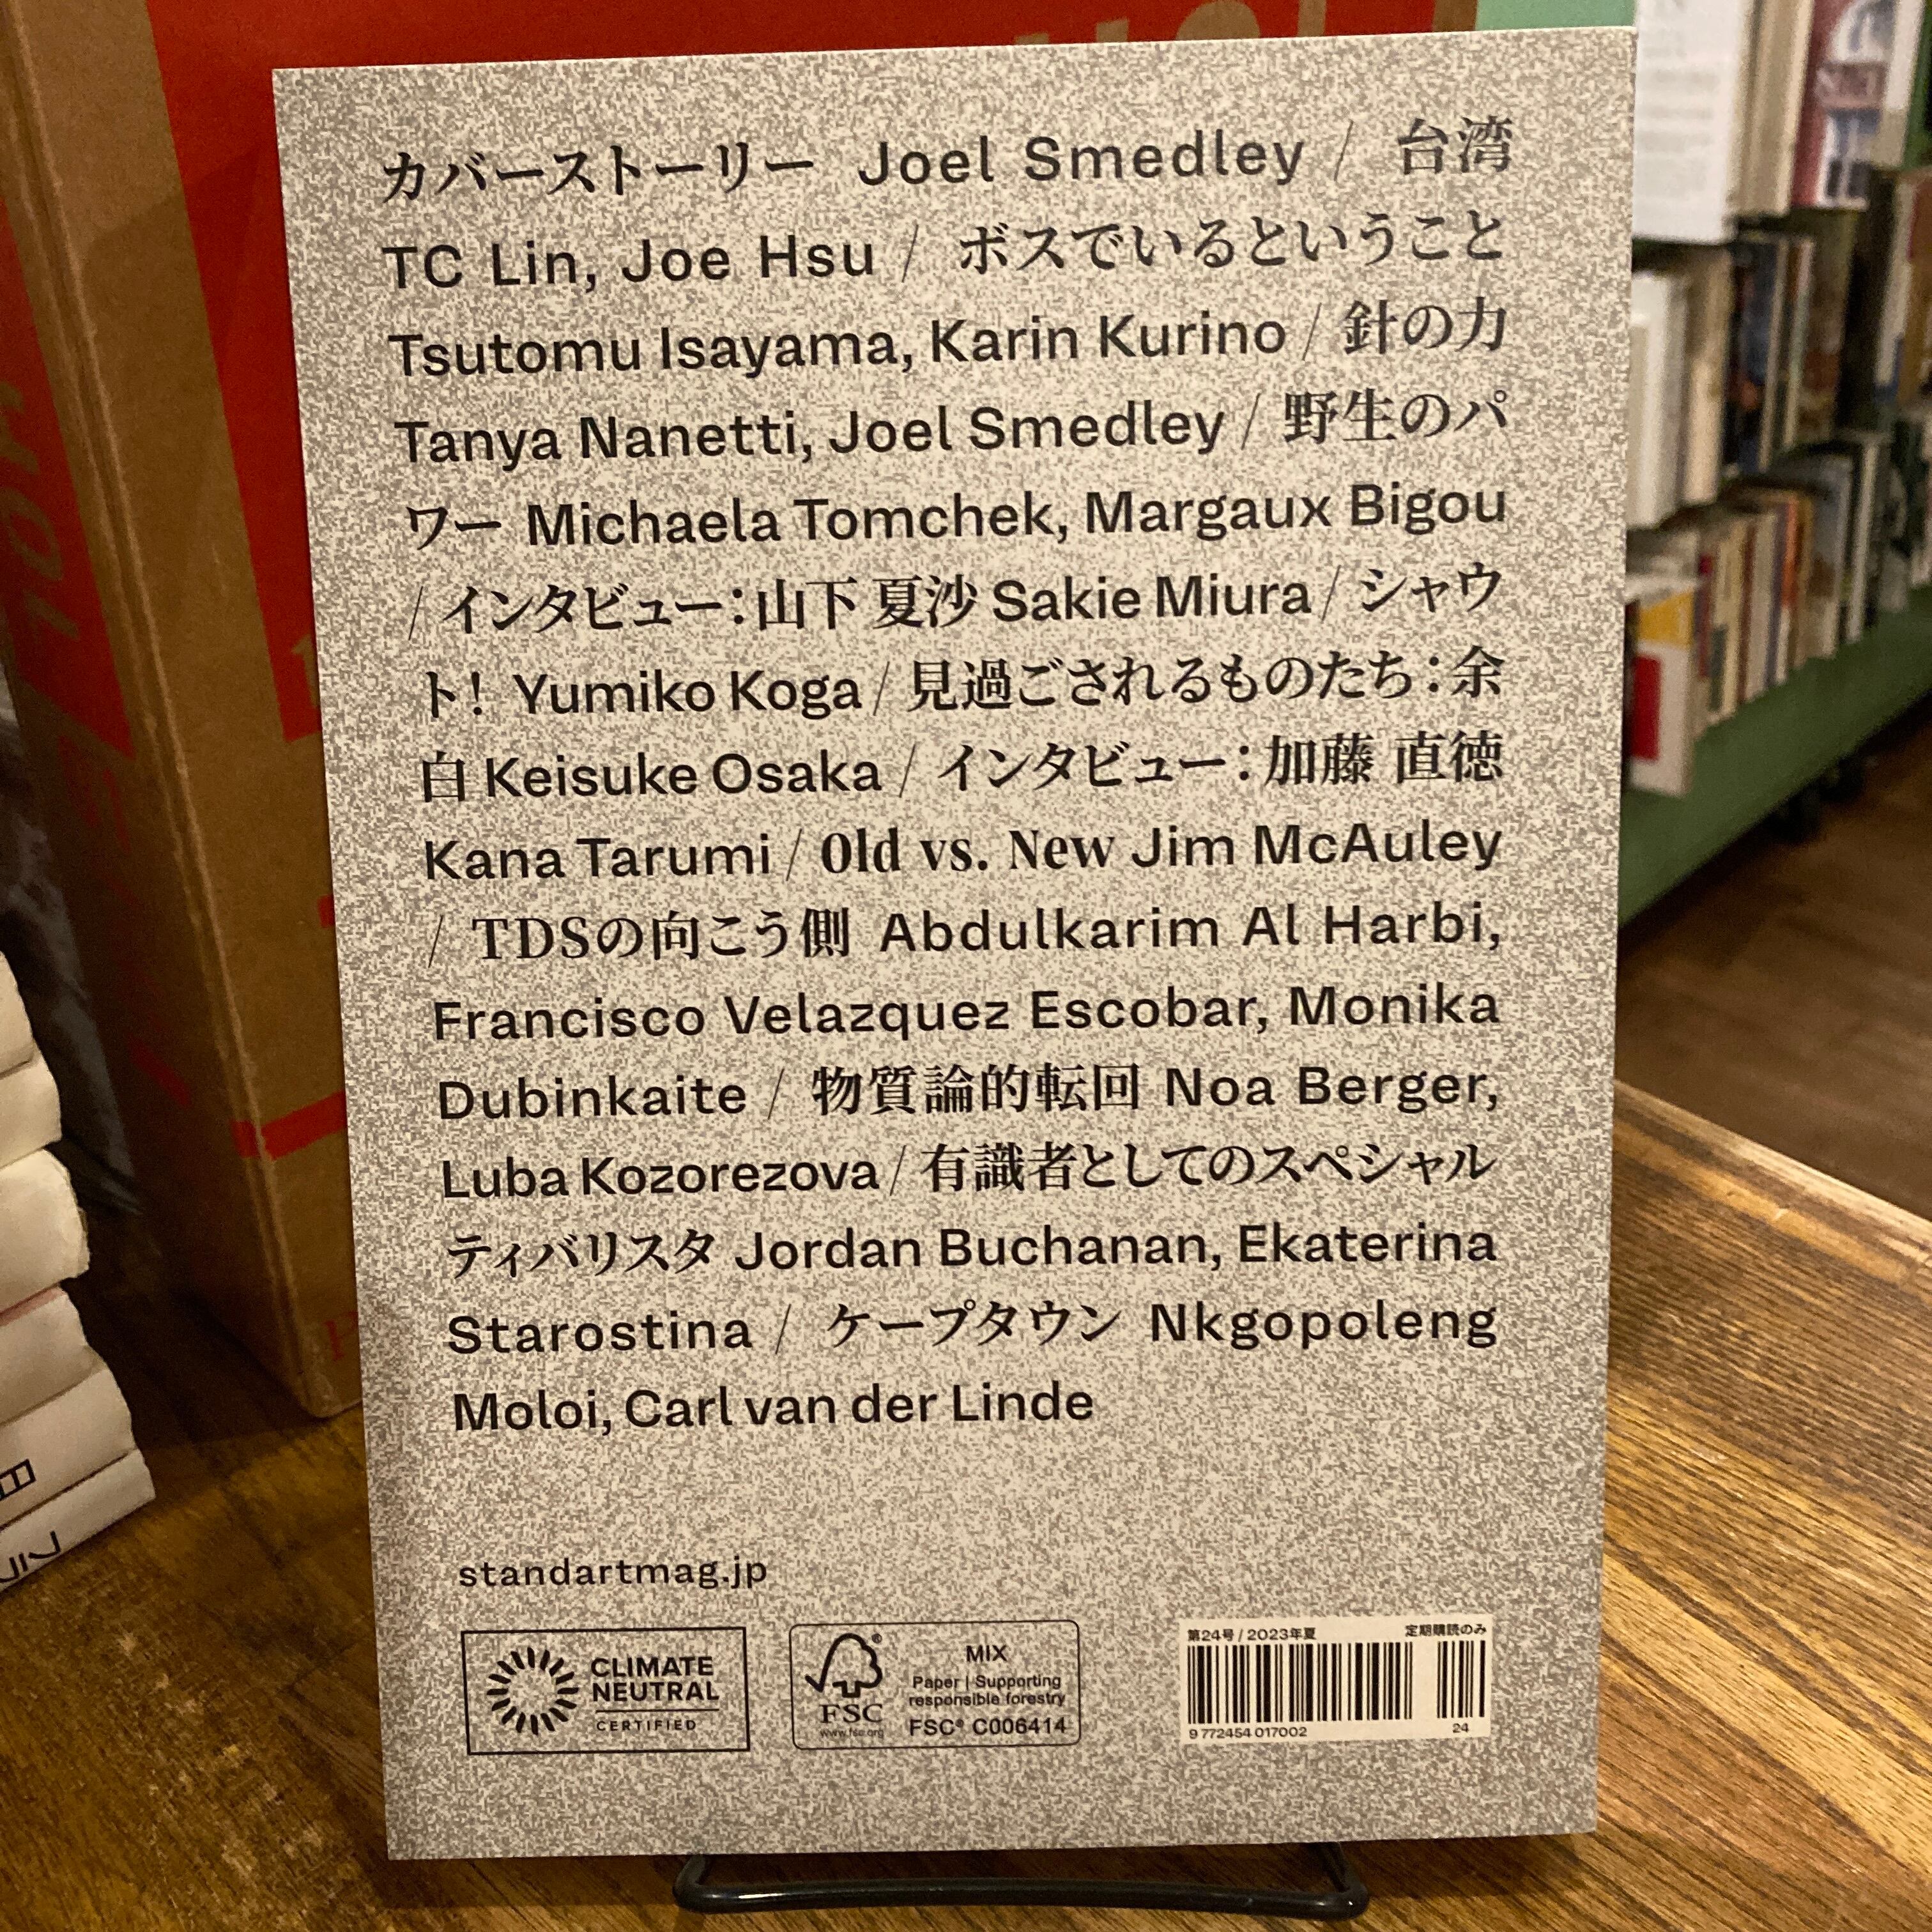 カバーストーリー Joel Smedley / 台湾
TC Lin, Joe Hsu / ボスでいるということ
Tsutomu Isayama, Karin Kurino / 針の力
Tanya Nanetti, Joel Smedley / 野生のパ
ワー Michaela Tomchek, Margaux Bigou
/ インタビュー：山下 夏沙 Sakie Miura / シャウ
ト！ Yumiko Koga / 見過ごされるものたち：余
白 Keisuke Osaka / インタビュー：加藤 直徳
Kana Tarumi / Old vs. New Jim McAuley
/ TDSの向こう側 Abdulkarim Al Harbi,
Francisco Velazquez Escobar, Monika
Dubinkaite / 物質論的転回 Noa Berger,
Luba Kozorezova / 有識者としてのスペシャル
ティバリスタ Jordan Buchanan, Ekaterina
Starostina / ケープタウン Nkgopoleng
Moloi, Carl van der Linde
standartmag.jp
CLIMATE
NEUTRAL
CERTIFIED
FSC
www.fsc.org
MIX
Paper | Supporting
responsible forestry
FSC® C006414
第24号 / 2023年夏 定期購読のみ
9 772454 017002 24